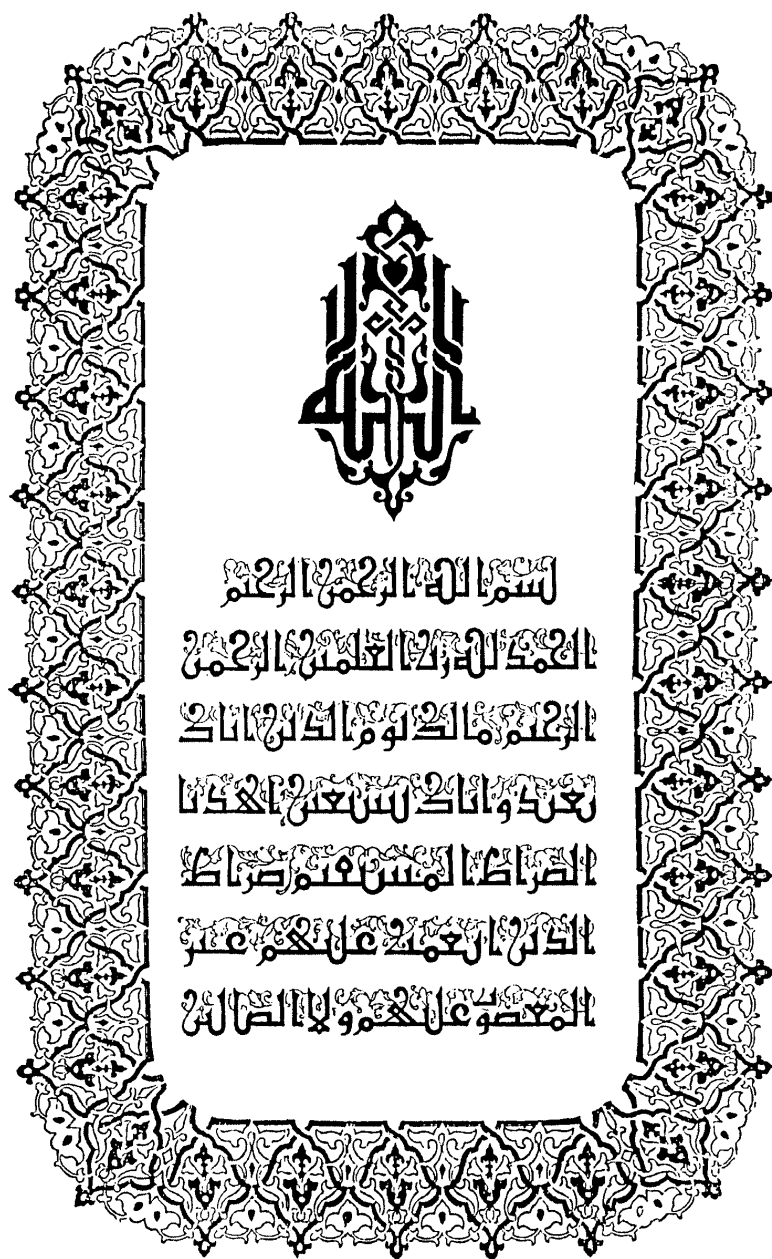 بسم الله الرحمن الرحيم
الحمد لله رب العلمين الرحمن
الرحيم ملك يوم الدين اياك
نعبد واياك نستعين اهدنا
الصراط المستقيم صراط
الذين انعمت عليهم غير
المغضوب عليهم ولا الضالين